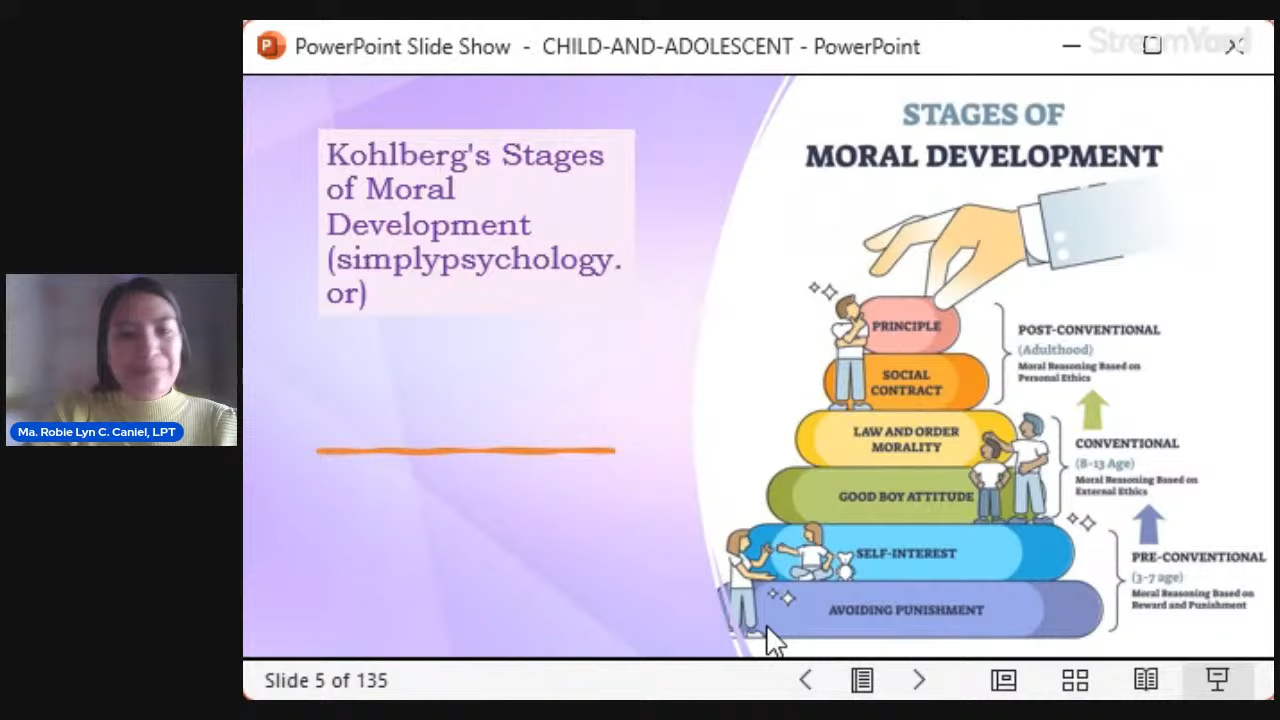 PowerPoint Slide Show - CHILD-AND-ADOLESCENT - PowerPoint
StreamYard
Kohlberg's Stages
of Moral
Development
(simplypsychology.
or)
STAGES OF
MORAL DEVELOPMENT
PRINCIPLE
SOCIAL
CONTRACT
POST-CONVENTIONAL
(Adulthood)
Moral Reasoning Based on
Personal Ethics
LAW AND ORDER
MORALITY
GOOD BOY ATTITUDE
CONVENTIONAL
(8-13 Age)
Moral Reasoning Based on
External Ethics
SELF-INTEREST
AVOIDING PUNISHMENT
PRE-CONVENTIONAL
(3-7 age)
Moral Reasoning Based on
Reward and Punishment
Ma. Robie Lyn C. Caniel, LPT
Slide 5 of 135